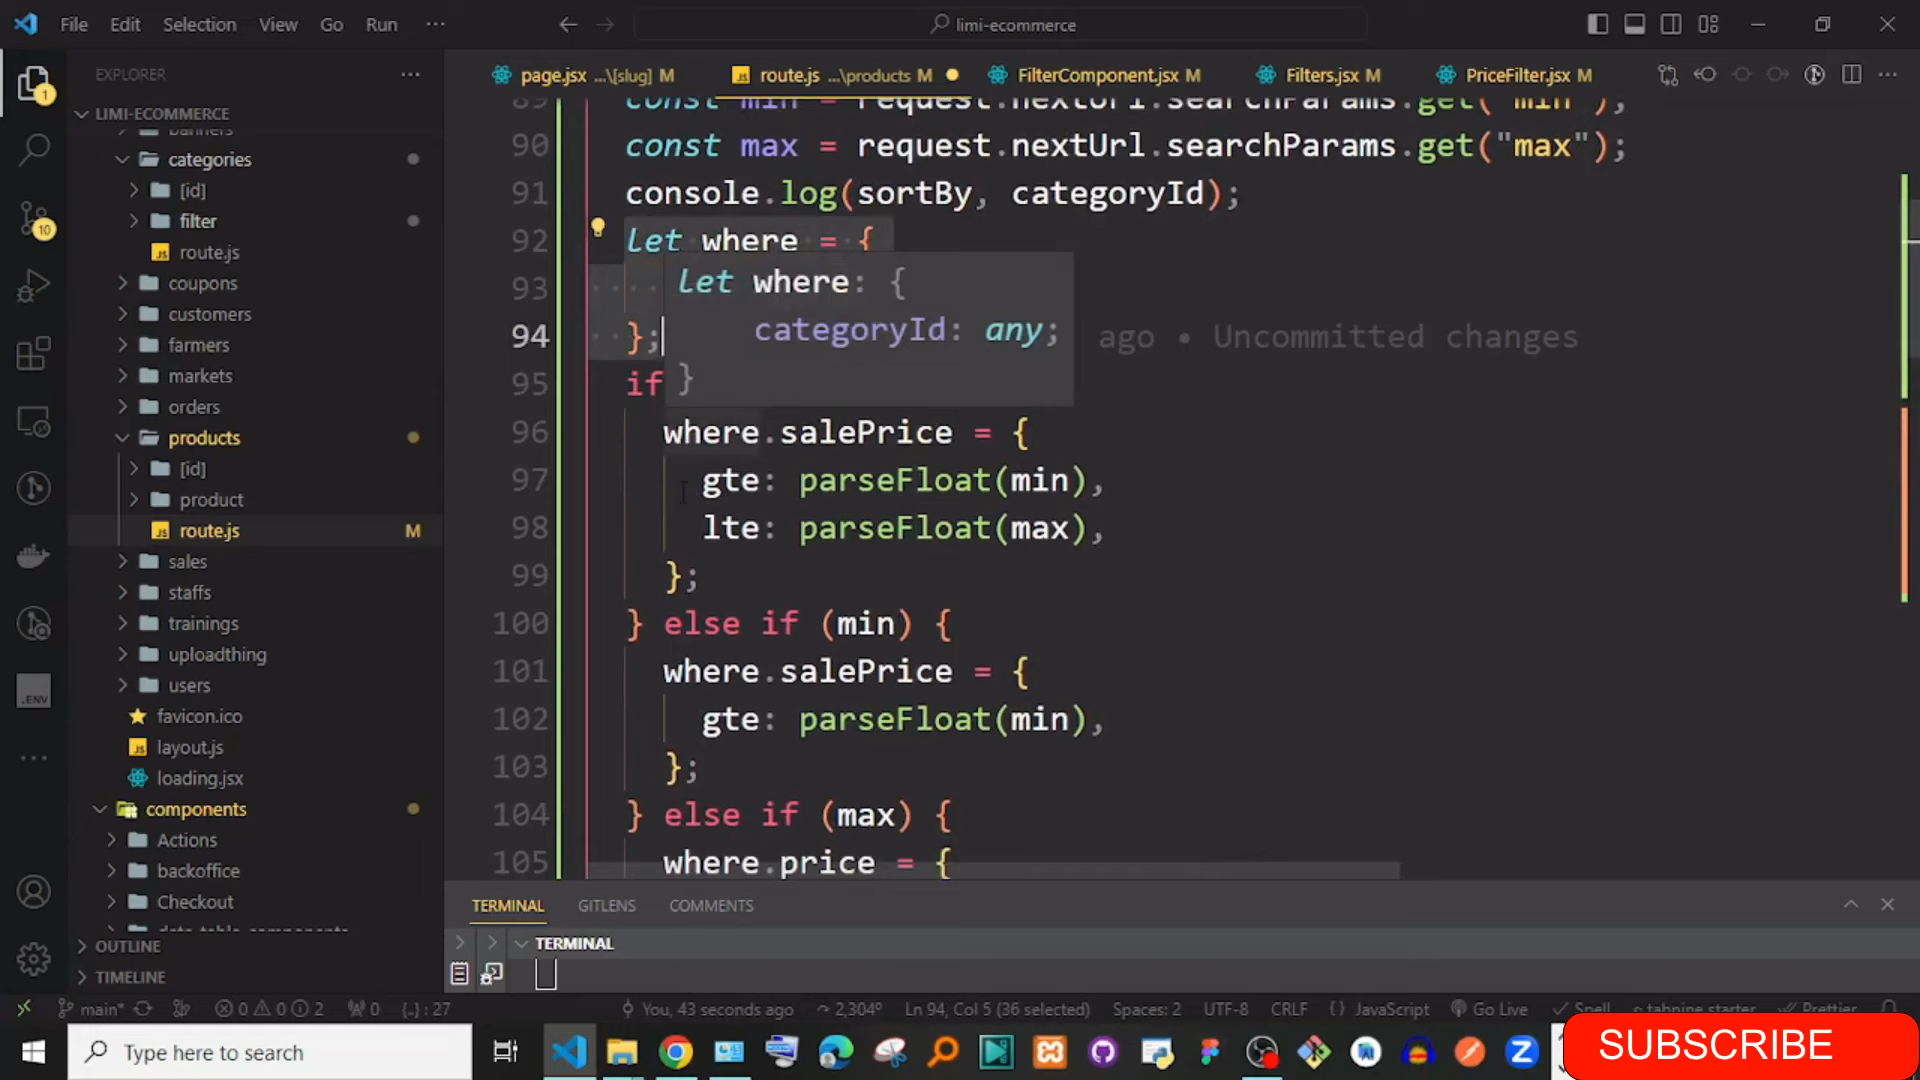 File Edit Selection View Go Run ···
limi-ecommerce
EXPLORER
page.jsx ...\[slug] M
route.js ...\products M
FilterComponent.jsx M
Filters.jsx M
PriceFilter.jsx M
LIMI-ECOMMERCE
banners
categories
[id]
filter
route.js
coupons
customers
farmers
markets
orders
products
[id]
product
route.js M
sales
staffs
trainings
uploadthing
users
favicon.ico
layout.js
loading.jsx
components
Actions
backoffice
Checkout
data-table-components
OUTLINE
TIMELINE
1
10
.ENV
89 const min = request.nextUrl.searchParams.get("min");
90 const max = request.nextUrl.searchParams.get("max");
91 console.log(sortBy, categoryId);
92 let where = {
93
94 };
ago • Uncommitted changes
let where: {
categoryId: any;
}
95 if
96 where.salePrice = {
97 gte: parseFloat(min),
98 lte: parseFloat(max),
99 };
100 } else if (min) {
101 where.salePrice = {
102 gte: parseFloat(min),
103 };
104 } else if (max) {
105 where.price = {
TERMINAL GITLENS COMMENTS
TERMINAL
main* 0 0 2 0 {..}: 27
You, 43 seconds ago 2,304º Ln 94, Col 5 (36 selected) Spaces: 2 UTF-8 CRLF {} JavaScript Go Live Spell tabnine starter Prettier
Type here to search
SUBSCRIBE